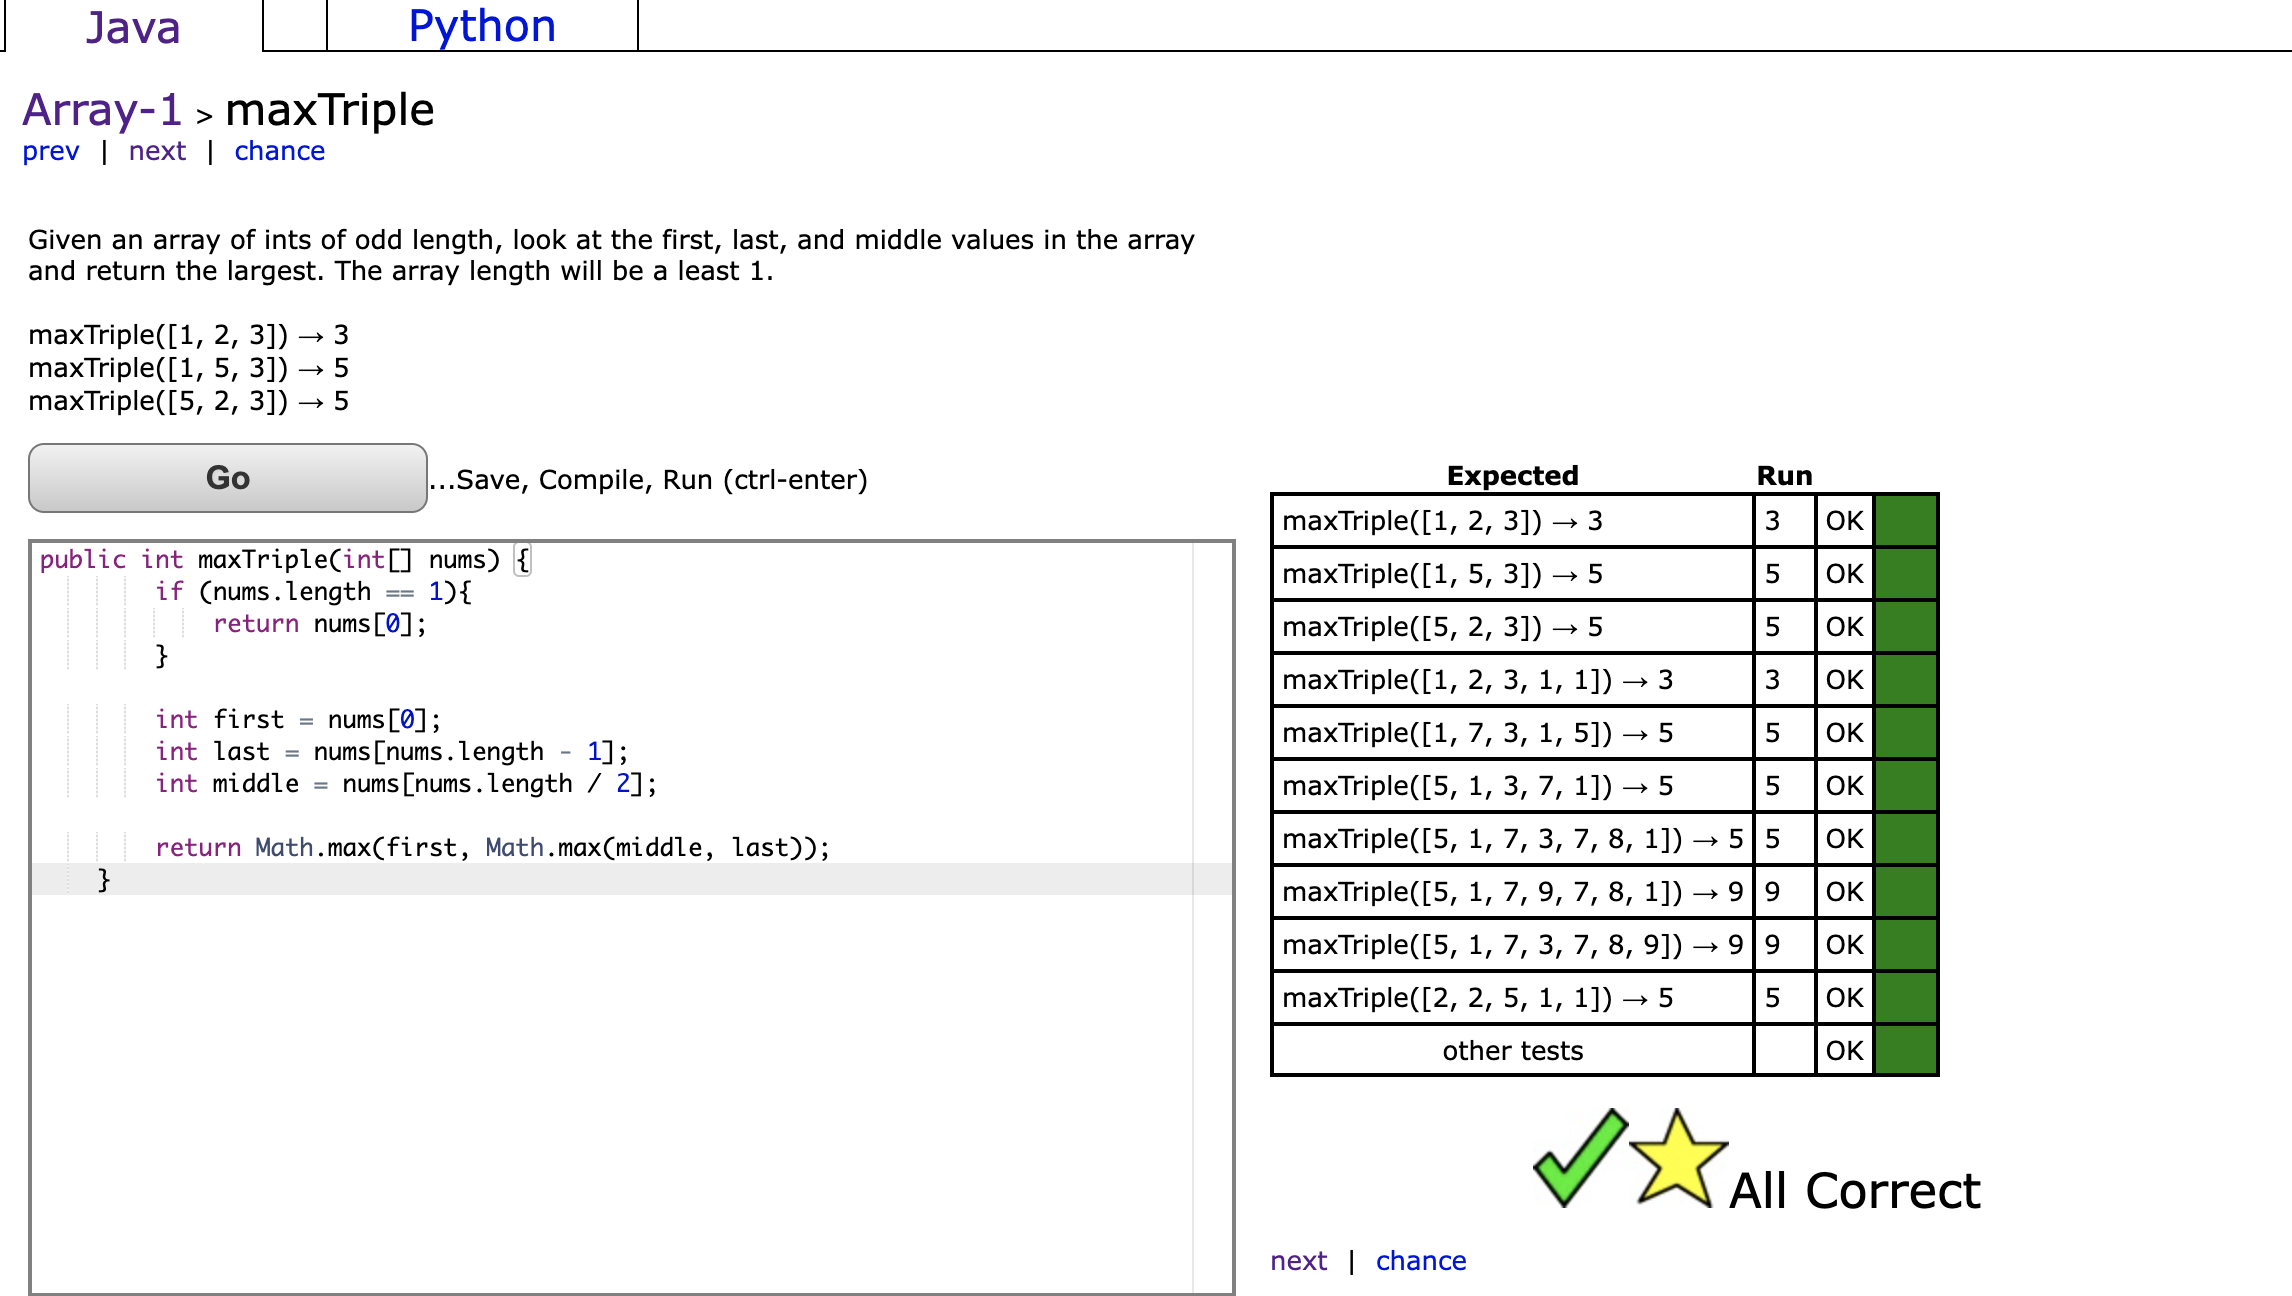 Java Python
Array-1 > maxTriple
prev | next | chance
Given an array of ints of odd length, look at the first, last, and middle values in the array
and return the largest. The array length will be a least 1.
maxTriple([1, 2, 3]) → 3
maxTriple([1, 5, 3]) → 5
maxTriple([5, 2, 3]) → 5
Go ...Save, Compile, Run (ctrl-enter)
public int maxTriple(int[] nums) {
if (nums.length == 1){
return nums[0];
}
int first = nums[0];
int last = nums[nums.length - 1];
int middle = nums[nums.length / 2];
return Math.max(first, Math.max(middle, last));
}
Expected Run
maxTriple([1, 2, 3]) → 3 3 OK
maxTriple([1, 5, 3]) → 5 5 OK
maxTriple([5, 2, 3]) → 5 5 OK
maxTriple([1, 2, 3, 1, 1]) → 3 3 OK
maxTriple([1, 7, 3, 1, 5]) → 5 5 OK
maxTriple([5, 1, 3, 7, 1]) → 5 5 OK
maxTriple([5, 1, 7, 3, 7, 8, 1]) → 5 5 OK
maxTriple([5, 1, 7, 9, 7, 8, 1]) → 9 9 OK
maxTriple([5, 1, 7, 3, 7, 8, 9]) → 9 9 OK
maxTriple([2, 2, 5, 1, 1]) → 5 5 OK
other tests OK
All Correct
next | chance